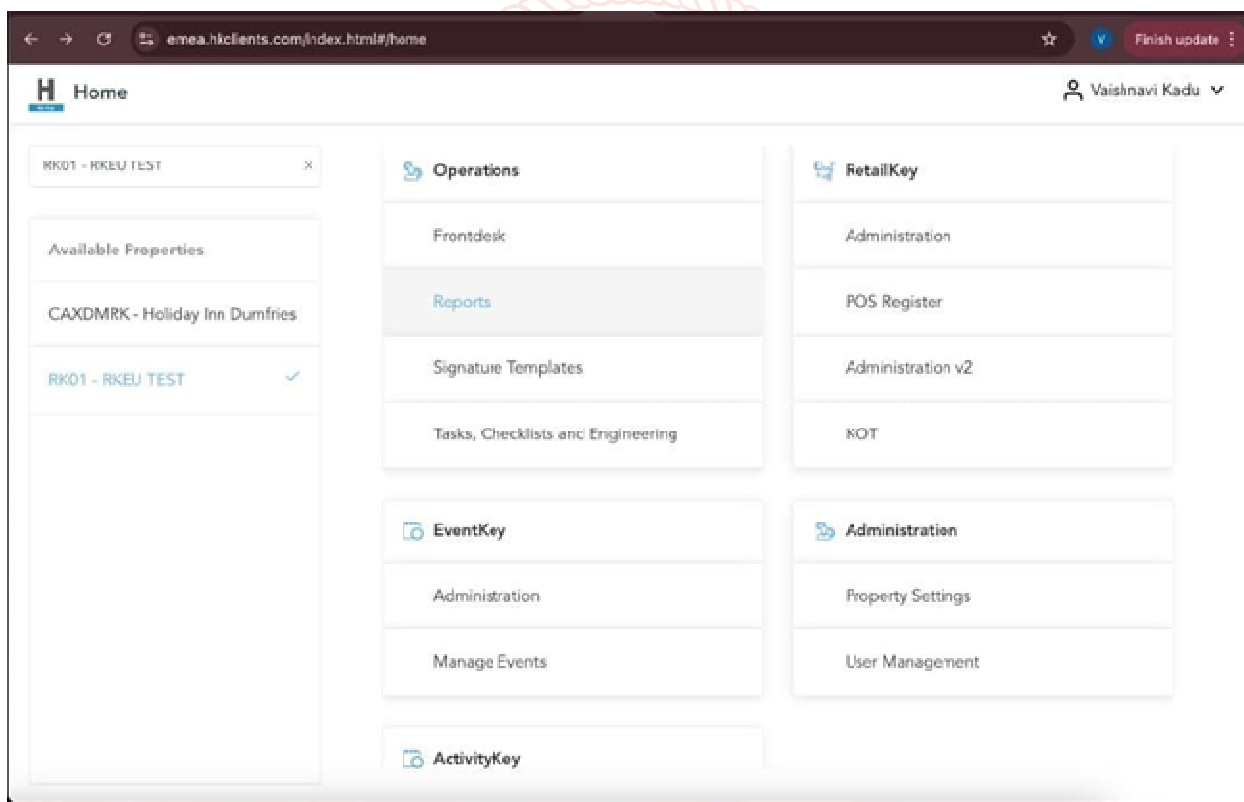 emea.hkclients.com/index.html#/home
V
Finish update
H Home
Vaishnavi Kadu
RK01 - RKEU TEST
Available Properties
CAXDMRK - Holiday Inn Dumfries
RK01 - RKEU TEST
Operations
Frontdesk
Reports
Signature Templates
Tasks, Checklists and Engineering
RetailKey
Administration
POS Register
Administration v2
KOT
EventKey
Administration
Manage Events
Administration
Property Settings
User Management
ActivityKey